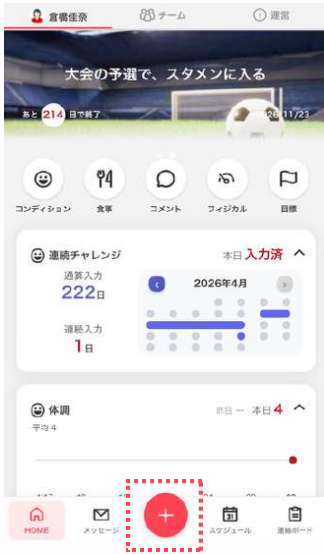 倉橋佳奈 チーム 運営
大会の予選で、スタメンに入る
あと 214 日で終了 2026/11/23
コンディション 食事 コメント フィジカル 目標
連続チャレンジ 本日 入力済
通算入力
222日
2026年4月
連続入力
1日
体調 昨日 ー 本日 4
平均 4
HOME メッセージ スケジュール 連絡ボード
31